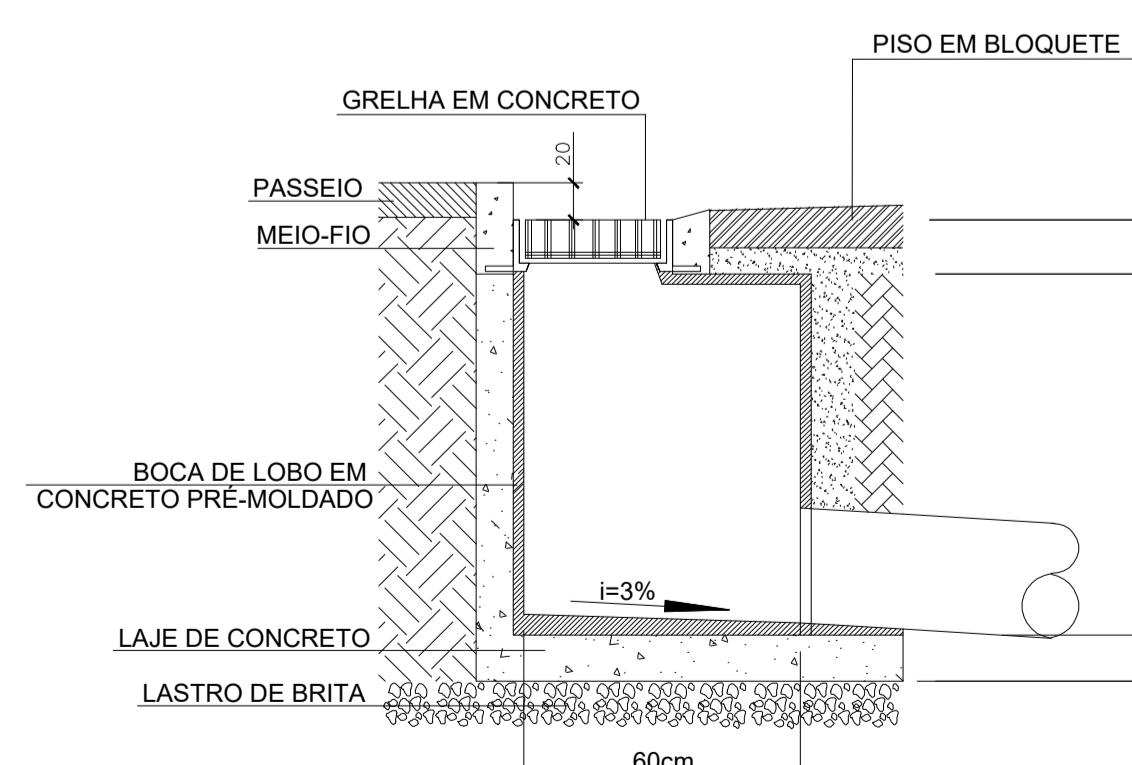 PISO EM BLOQUETE
GRELHA EM CONCRETO
20
PASSEIO
MEIO-FIO
BOCA DE LOBO EM
CONCRETO PRÉ-MOLDADO
i=3%
LAJE DE CONCRETO
LASTRO DE BRITA
60cm